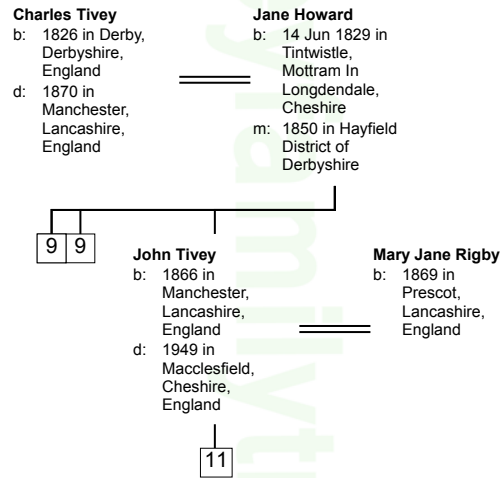 Charles Tivey
b: 1826 in Derby,
Derbyshire,
England
d: 1870 in
Manchester,
Lancashire,
England
Jane Howard
b: 14 Jun 1829 in
Tintwistle,
Mottram In
Longdendale,
Cheshire
m: 1850 in Hayfield
District of
Derbyshire
9 9
John Tivey
b: 1866 in
Manchester,
Lancashire,
England
d: 1949 in
Macclesfield,
Cheshire,
England
Mary Jane Rigby
b: 1869 in
Prescot,
Lancashire,
England
11